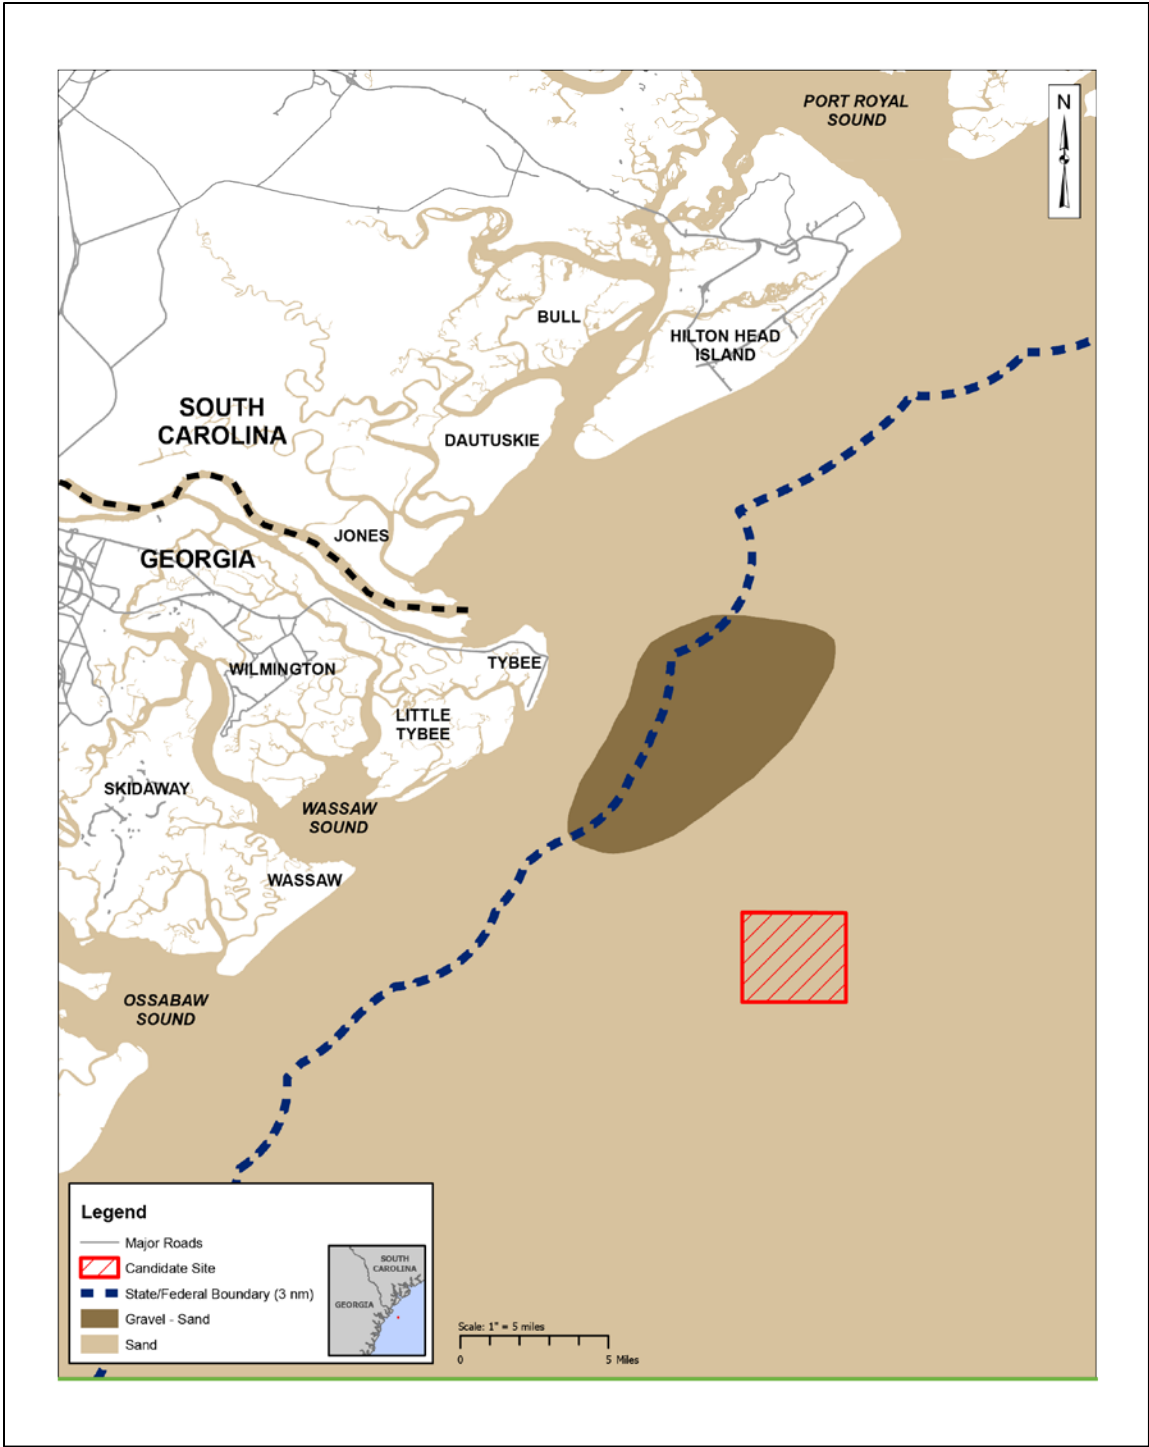 PORT ROYAL
SOUND
N
BULL
HILTON HEAD
ISLAND
SOUTH
CAROLINA
DAUTUSKIE
JONES
GEORGIA
TYBEE
WILMINGTON
LITTLE
TYBEE
SKIDAWAY
WASSAW
SOUND
WASSAW
OSSABAW
SOUND
Legend
Major Roads
Candidate Site
State/Federal Boundary (3 nm)
Gravel - Sand
Sand
SOUTH
CAROLINA
GEORGIA
Scale: 1" = 5 miles
0 5 Miles